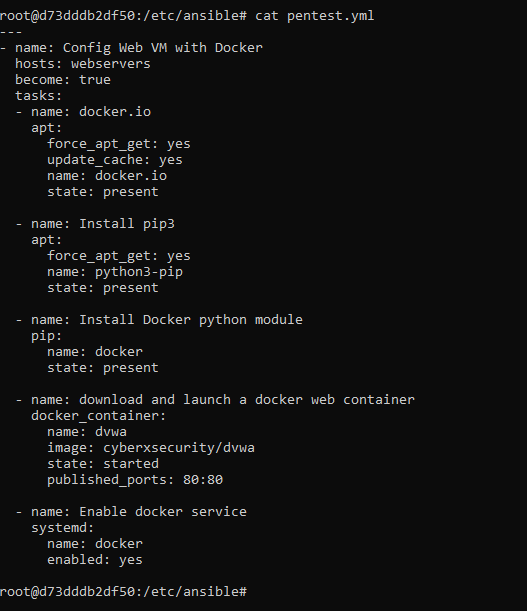 root@d73dddb2df50:/etc/ansible# cat pentest.yml
---
- name: Config Web VM with Docker
  hosts: webservers
  become: true
  tasks:
  - name: docker.io
    apt:
      force_apt_get: yes
      update_cache: yes
      name: docker.io
      state: present

  - name: Install pip3
    apt:
      force_apt_get: yes
      name: python3-pip
      state: present

  - name: Install Docker python module
    pip:
      name: docker
      state: present

  - name: download and launch a docker web container
    docker_container:
      name: dvwa
      image: cyberxsecurity/dvwa
      state: started
      published_ports: 80:80

  - name: Enable docker service
    systemd:
      name: docker
      enabled: yes

root@d73dddb2df50:/etc/ansible#